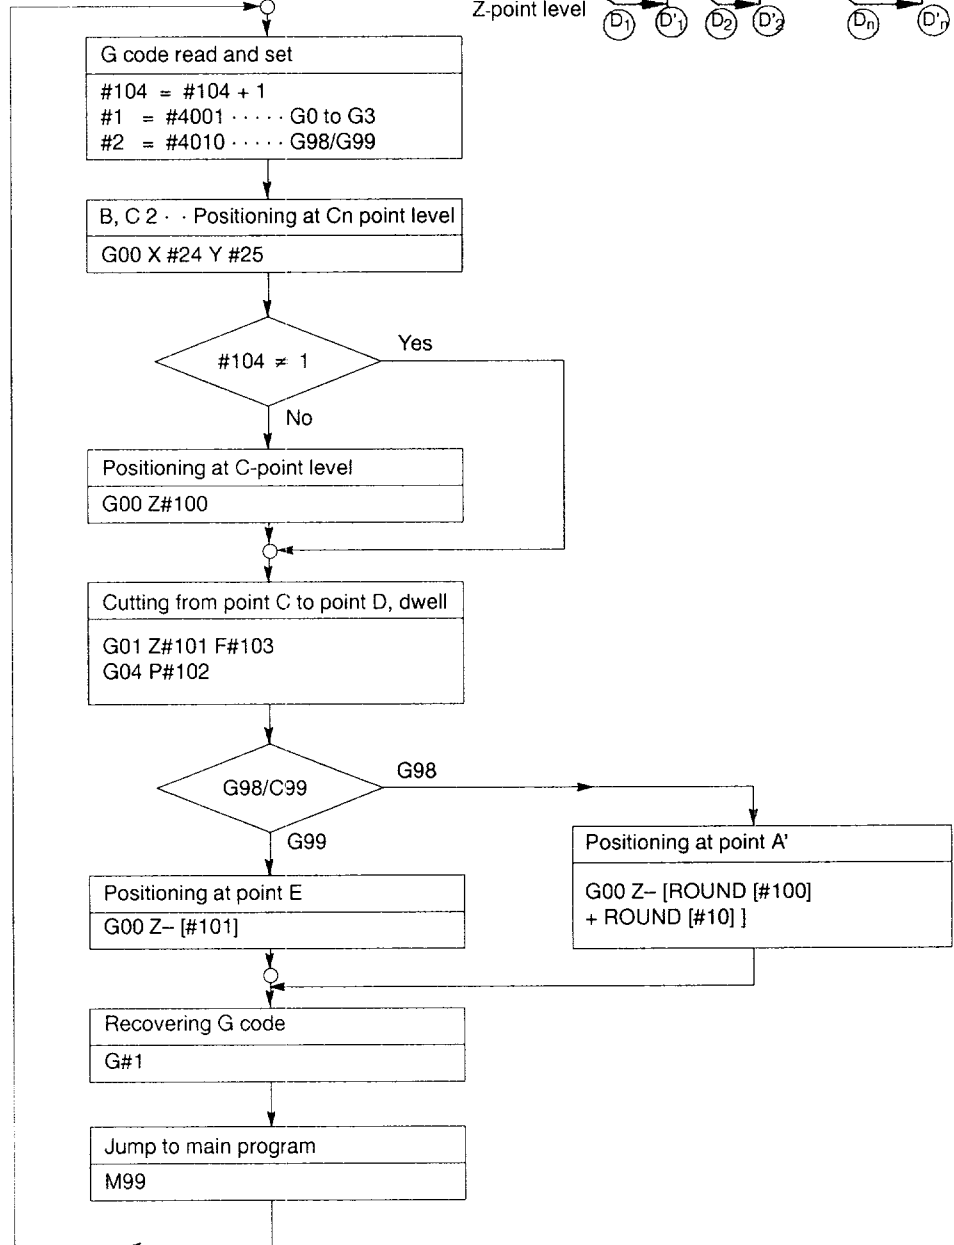 Z-point level
D1 D'1 D2 D'2 Dn D'n
G code read and set
#104 = #104 + 1
#1 = #4001 ····· G0 to G3
#2 = #4010 ····· G98/G99
B, C 2 · · Positioning at Cn point level
G00 X #24 Y #25
#104 ≠ 1
Yes
No
Positioning at C-point level
G00 Z#100
Cutting from point C to point D, dwell
G01 Z#101 F#103
G04 P#102
G98/C99
G98
G99
Positioning at point A'
G00 Z– [ROUND [#100]
+ ROUND [#10] ]
Positioning at point E
G00 Z– [#101]
Recovering G code
G#1
Jump to main program
M99